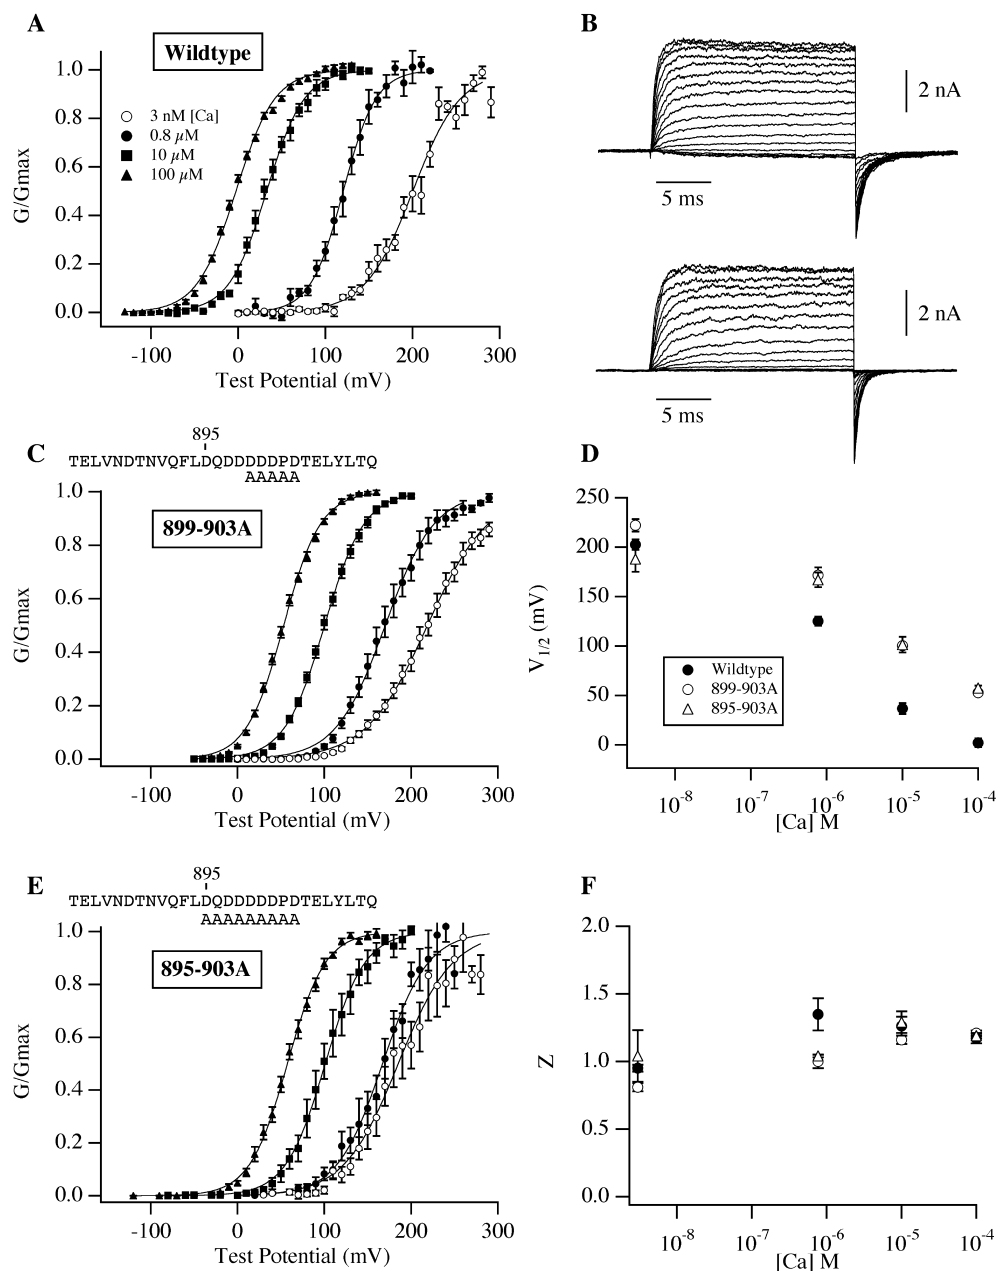 A
Wildtype
1.0
0.8
0.6
0.4
0.2
0.0
G/Gmax
3 nM [Ca]
0.8 µM
10 µM
100 µM
-100
0
100
200
300
Test Potential (mV)
B
2 nA
5 ms
2 nA
5 ms
C
895
TELVNDTNVQFLDQDDDDDPDTELYLTQ
AAAAA
899-903A
1.0
0.8
0.6
0.4
0.2
0.0
G/Gmax
-100
0
100
200
300
Test Potential (mV)
D
250
200
150
100
50
0
V1/2 (mV)
Wildtype
899-903A
895-903A
10-8
10-7
10-6
10-5
10-4
[Ca] M
E
895
TELVNDTNVQFLDQDDDDDPDTELYLTQ
AAAAAAAAA
895-903A
1.0
0.8
0.6
0.4
0.2
0.0
G/Gmax
-100
0
100
200
300
Test Potential (mV)
F
2.0
1.5
1.0
0.5
0.0
Z
10-8
10-7
10-6
10-5
10-4
[Ca] M